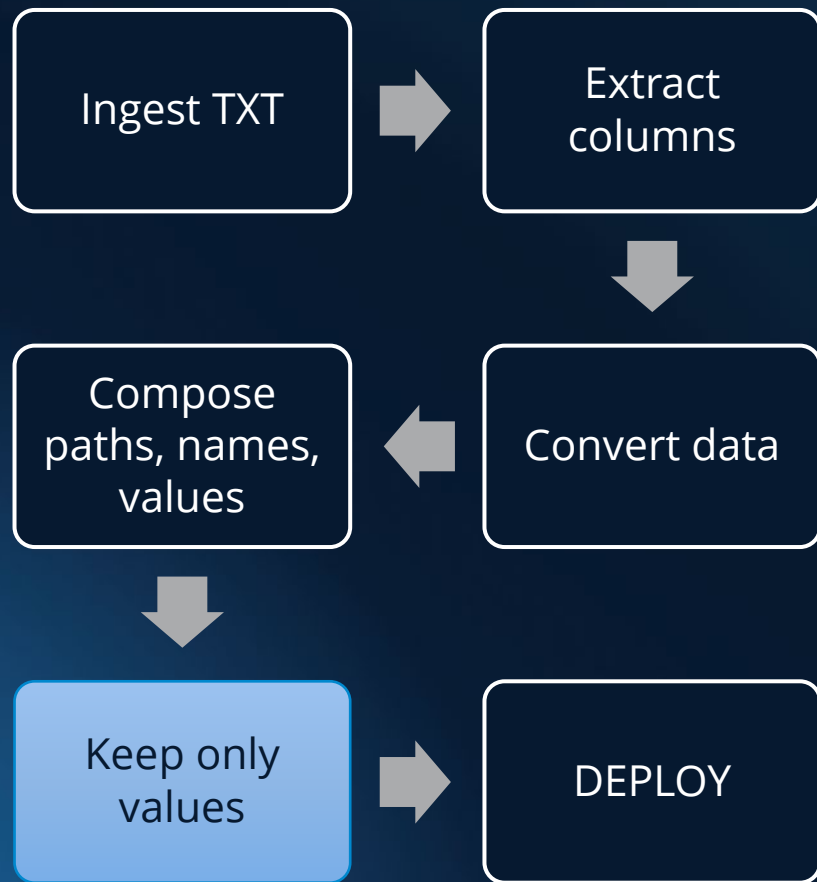 Ingest TXT
Extract
columns
Convert data
Compose
paths, names,
values
Keep only
values
DEPLOY